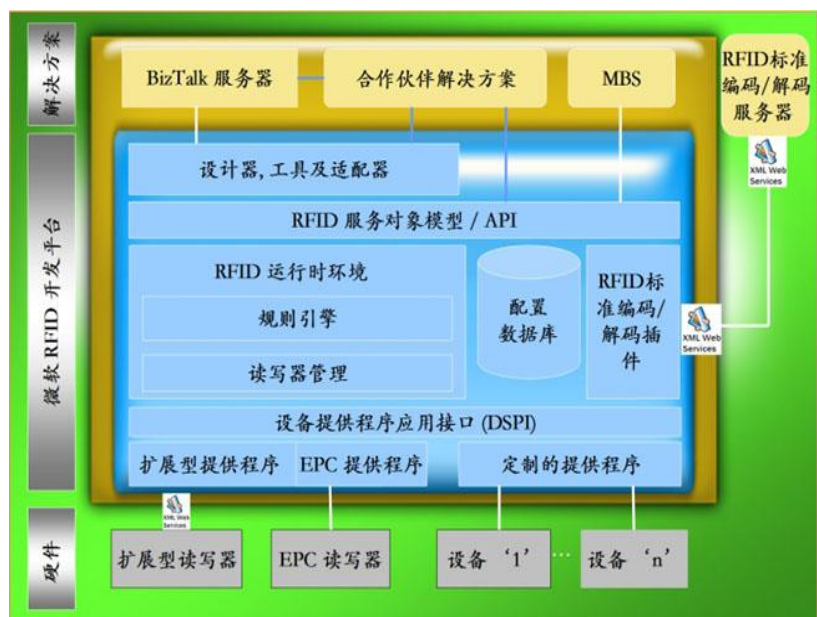 解决方案
BizTalk 服务器
合作伙伴解决方案
MBS
RFID标准
编码/解码
服务器
XML Web
Services
微软 RFID 开发平台
设计器,工具及适配器
RFID 服务对象模型 / API
RFID 运行时环境
规则引擎
读写器管理
配置
数据库
RFID标
准编码/
解码插
件
XML Web
Services
设备提供程序应用接口 (DSPI)
扩展型提供程序
EPC 提供程序
定制的提供程序
XML Web
Services
硬件
扩展型读写器
EPC 读写器
设备 ‘1’
...
设备 ‘n’